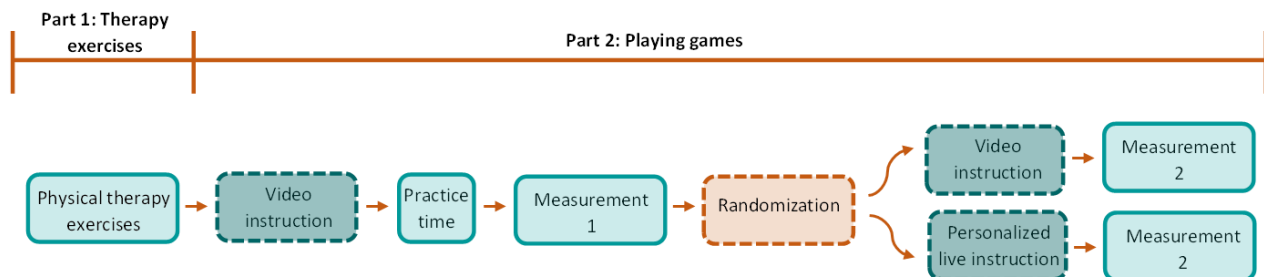 Part 1: Therapy
exercises
Part 2: Playing games
Physical therapy
exercises
Video
instruction
Practice
time
Measurement
1
Randomization
Video
instruction
Measurement
2
Personalized
live instruction
Measurement
2